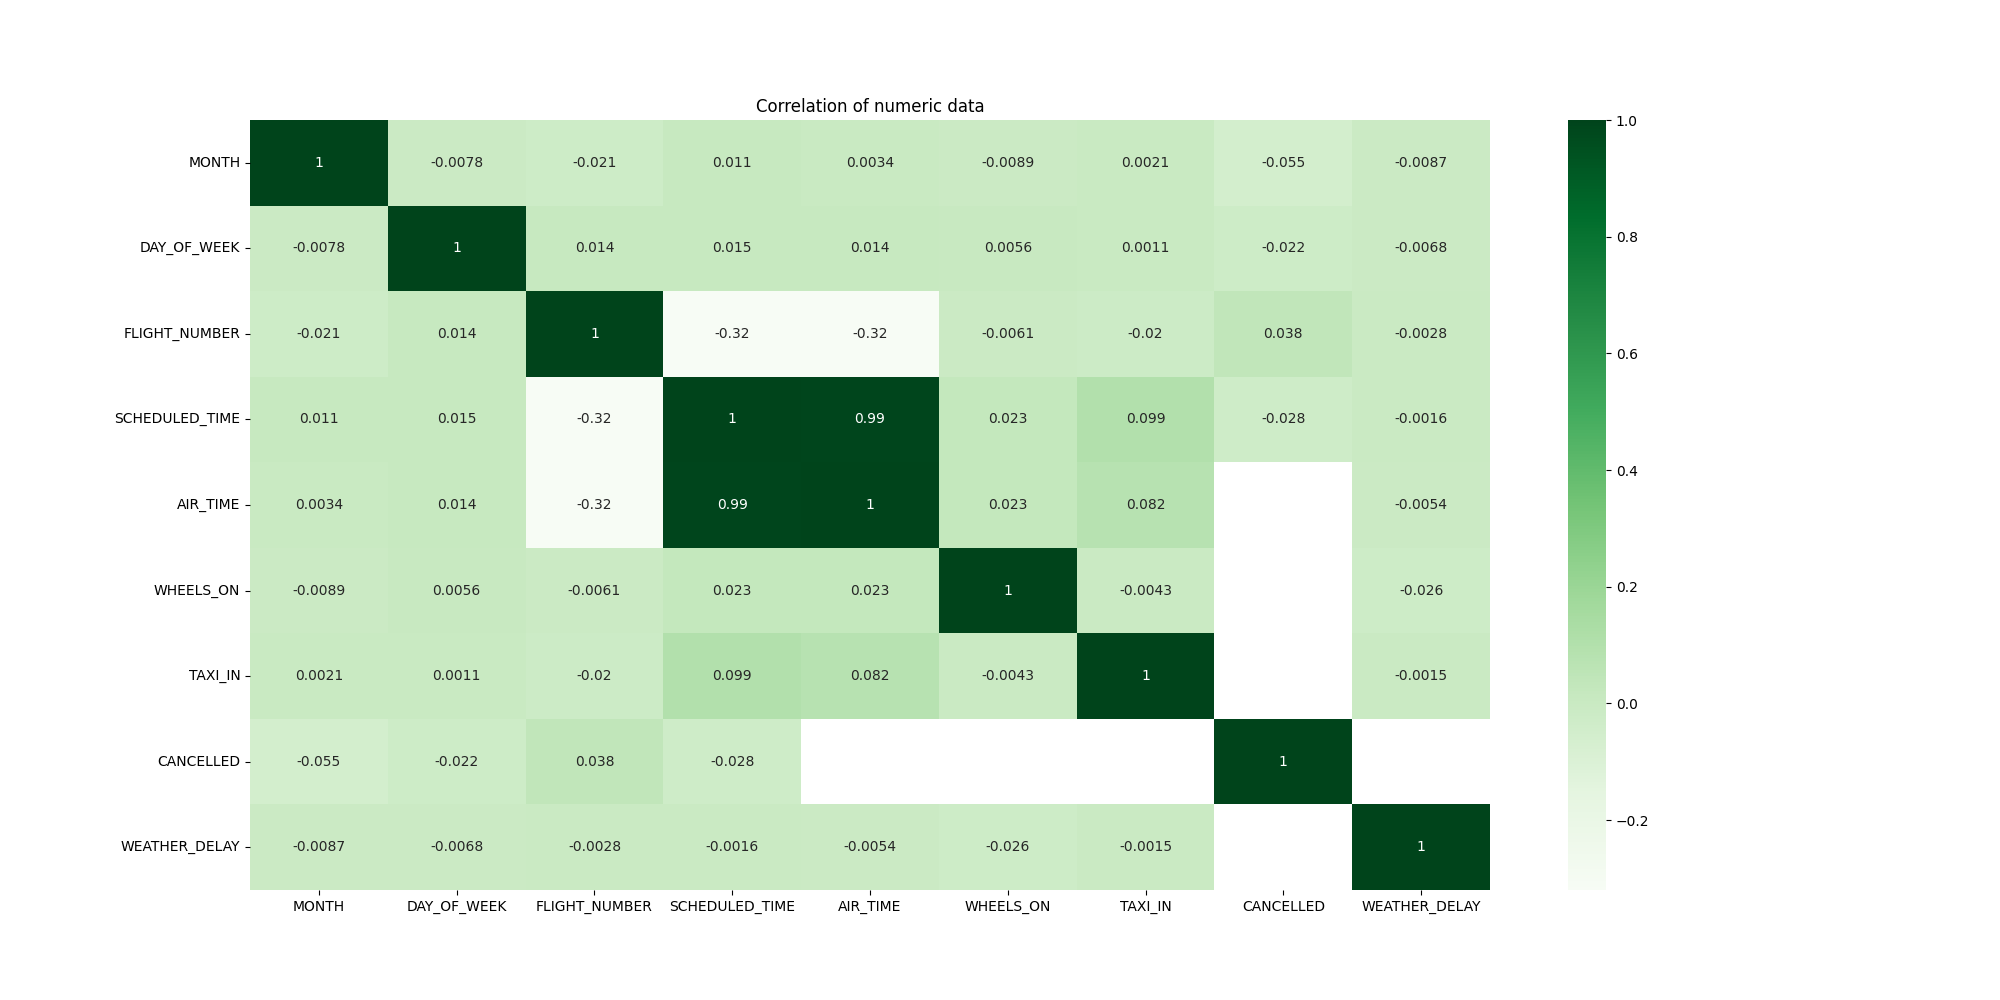 Correlation of numeric data
MONTH 1 -0.0078 -0.021 0.011 0.0034 -0.0089 0.0021 -0.055 -0.0087
DAY_OF_WEEK -0.0078 1 0.014 0.015 0.014 0.0056 0.0011 -0.022 -0.0068
FLIGHT_NUMBER -0.021 0.014 1 -0.32 -0.32 -0.0061 -0.02 0.038 -0.0028
SCHEDULED_TIME 0.011 0.015 -0.32 1 0.99 0.023 0.099 -0.028 -0.0016
AIR_TIME 0.0034 0.014 -0.32 0.99 1 0.023 0.082 -0.0054
WHEELS_ON -0.0089 0.0056 -0.0061 0.023 0.023 1 -0.0043 -0.026
TAXI_IN 0.0021 0.0011 -0.02 0.099 0.082 -0.0043 1 -0.0015
CANCELLED -0.055 -0.022 0.038 -0.028 1
WEATHER_DELAY -0.0087 -0.0068 -0.0028 -0.0016 -0.0054 -0.026 -0.0015 1
MONTH DAY_OF_WEEK FLIGHT_NUMBER SCHEDULED_TIME AIR_TIME WHEELS_ON TAXI_IN CANCELLED WEATHER_DELAY
1.0
0.8
0.6
0.4
0.2
0.0
−0.2